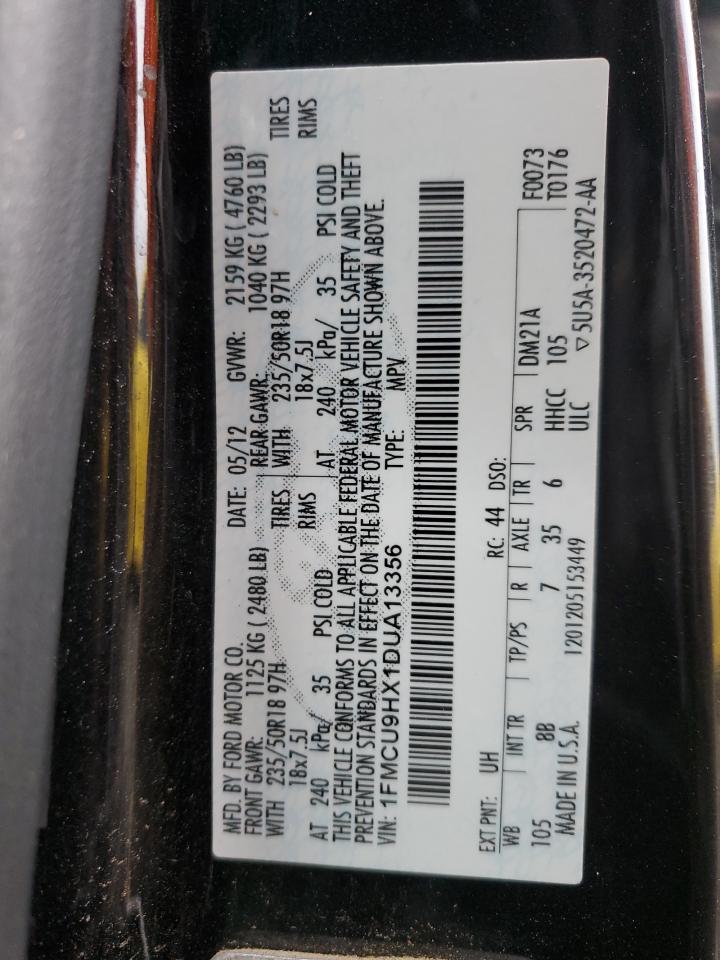 MFD. BY FORD MOTOR CO. DATE: 05/12 GVWR: 2159 KG ( 4760 LB)
FRONT GAWR: 1125 KG ( 2480 LB) REAR GAWR: 1040 KG ( 2293 LB)
WITH 235/50R18 97H TIRES WITH 235/50R18 97H TIRES
18x7.5J RIMS 18x7.5J RIMS
AT 240 kPa/ 35 PSI COLD AT 240 kPa/ 35 PSI COLD
THIS VEHICLE CONFORMS TO ALL APPLICABLE FEDERAL MOTOR VEHICLE SAFETY AND THEFT
PREVENTION STANDARDS IN EFFECT ON THE DATE OF MANUFACTURE SHOWN ABOVE.
VIN: 1FMCU9HX1DUA13356 TYPE: MPV
EXT PNT: UH RC: 44 DSO:
WB INT TR TP/PS R AXLE TR SPR DM21A F0073
105 8B 7 35 6 HHCC 105 T0176
MADE IN U.S.A. 1201205153449 ULC ▽5U5A-3520472-AA